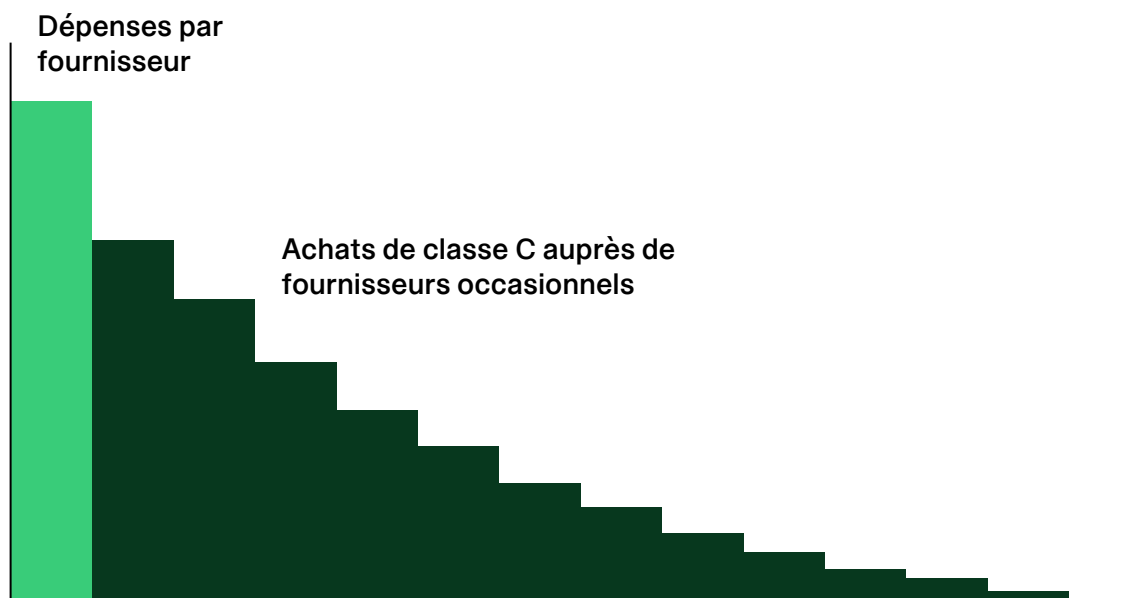 Dépenses par
fournisseur
Achats de classe C auprès de
fournisseurs occasionnels